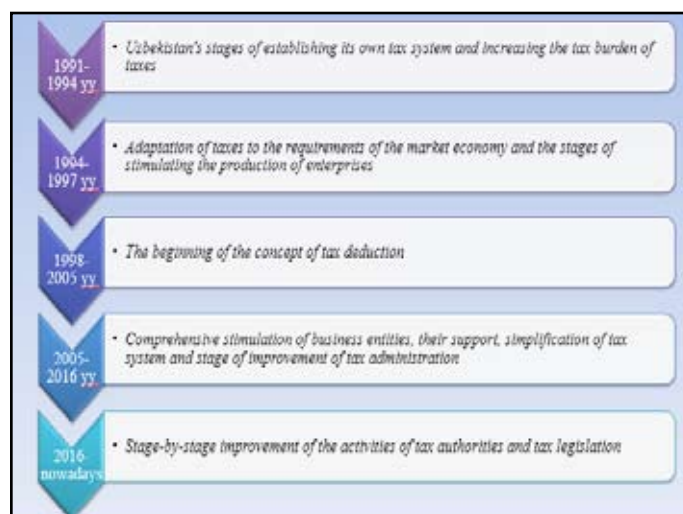 1991-
1994 yy
• Uzbekistan's stages of establishing its own tax system and increasing the tax burden of
taxes
1994-
1997 yy
• Adaptation of taxes to the requirements of the market economy and the stages of
stimulating the production of enterprises
1998-
2005 yy
• The beginning of the concept of tax deduction
2005-
2016 yy
• Comprehensive stimulation of business entities, their support, simplification of tax
system and stage of improvement of tax administration
2016-
nowadays
• Stage-by-stage improvement of the activities of tax authorities and tax legislation